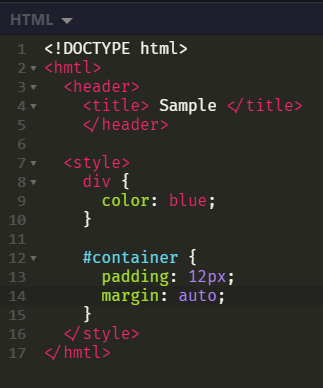 HTML
1 <!DOCTYPE html>
2 <hmtl>
3 <header>
4 <title> Sample </title>
5 </header>
6
7 <style>
8 div {
9 color: blue;
10 }
11
12 #container {
13 padding: 12px;
14 margin: auto;
15 }
16 </style>
17 </hmtl>